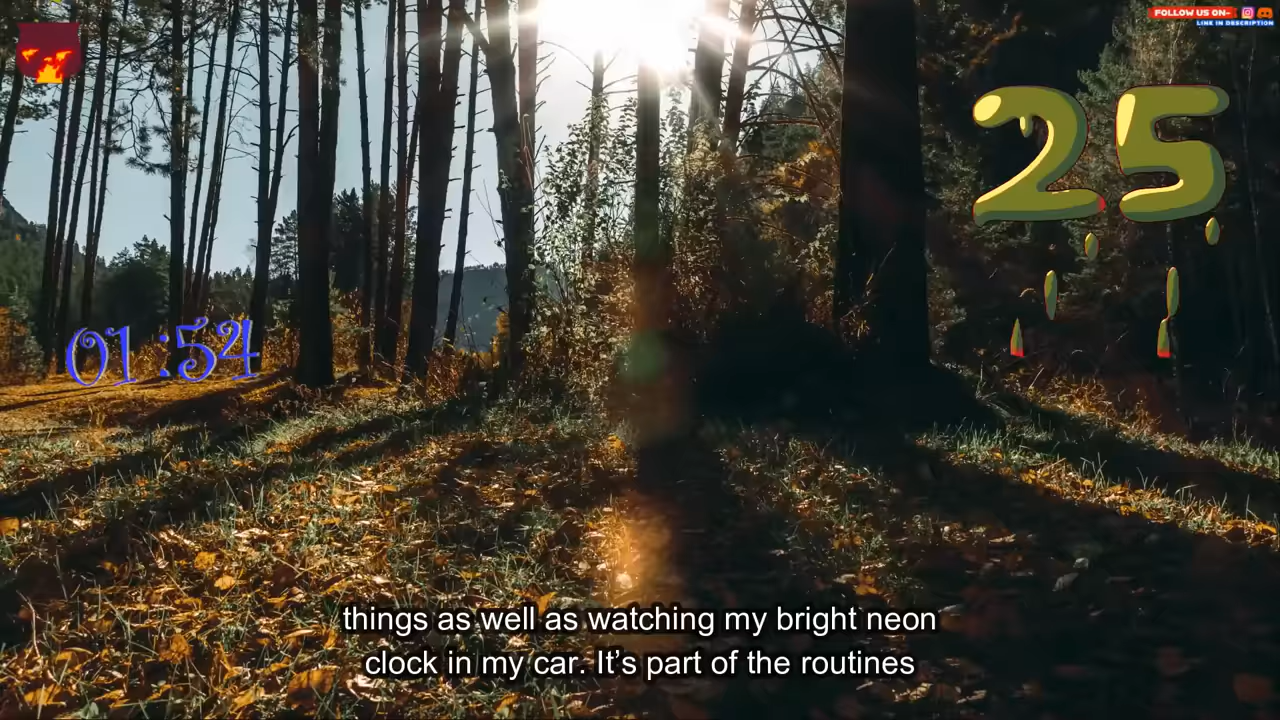 FOLLOW US ON-
LINK IN DESCRIPTION
25
01:54
things as well as watching my bright neon
clock in my car. It’s part of the routines